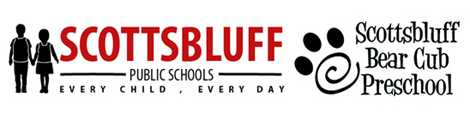 SCOTTSBLUFF
PUBLIC SCHOOLS
EVERY CHILD , EVERY DAY
Scottsbluff
Bear Cub
Preschool